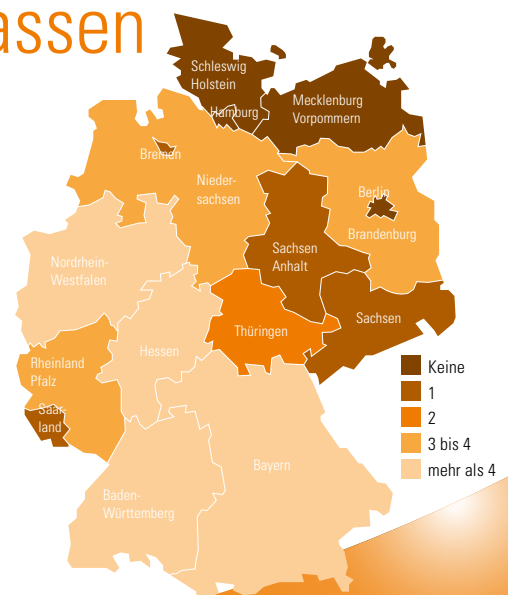 assen
Schleswig
Holstein
Hamburg
Mecklenburg
Vorpommern
Bremen
Nieder-
sachsen
Berlin
Brandenburg
Sachsen
Anhalt
Nordrhein-
Westfalen
Sachsen
Thüringen
Hessen
Rheinland
Pfalz
Saar-
land
Bayern
Baden-
Württemberg
Keine
1
2
3 bis 4
mehr als 4